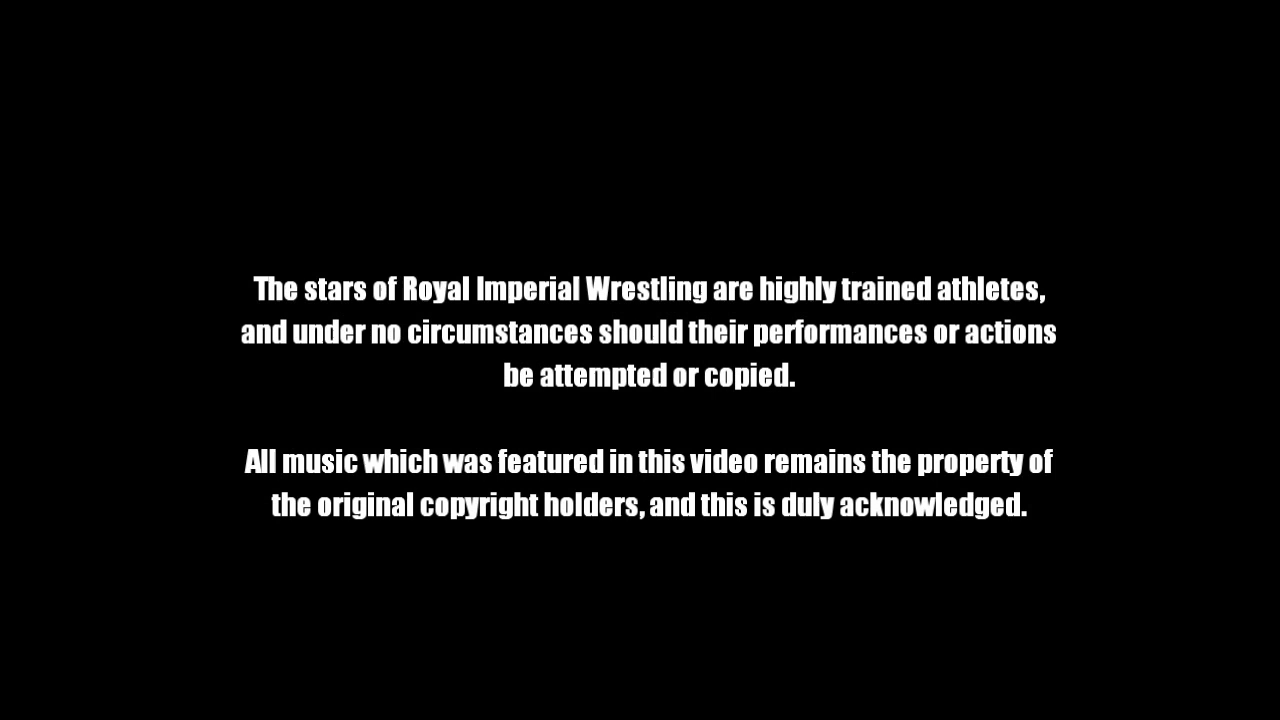 The stars of Royal Imperial Wrestling are highly trained athletes,
and under no circumstances should their performances or actions
be attempted or copied.
All music which was featured in this video remains the property of
the original copyright holders, and this is duly acknowledged.